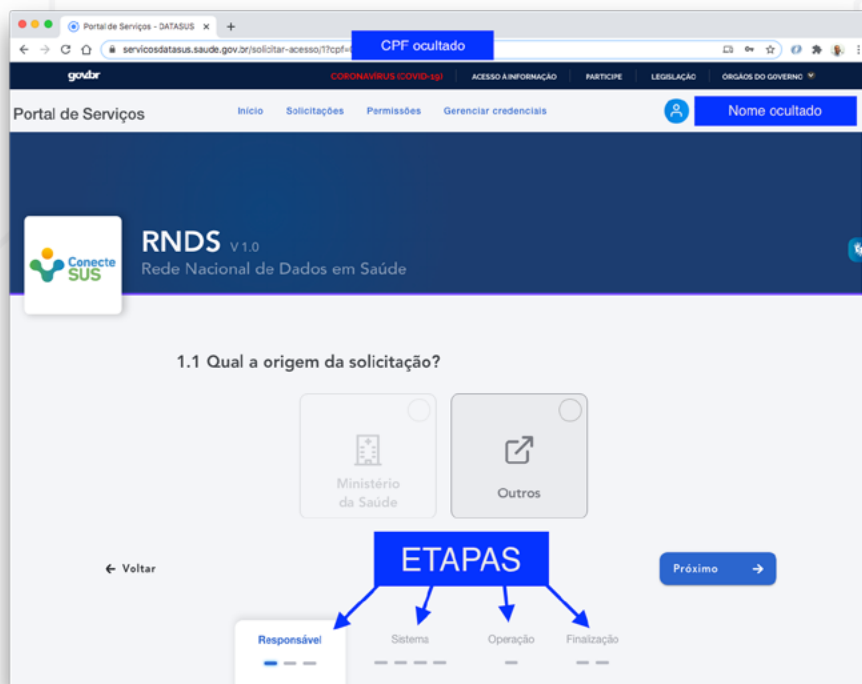 Portal de Serviços - DATASUS
servicosdatasus.saude.gov.br/solicitar-acesso/1?cpf=
CPF ocultado
gov.br
CORONAVÍRUS (COVID-19)
ACESSO À INFORMAÇÃO
PARTICIPE
LEGISLAÇÃO
ÓRGÃOS DO GOVERNO
Portal de Serviços
Início
Solicitações
Permissões
Gerenciar credenciais
Nome ocultado
Conecte
SUS
RNDS V 1.0
Rede Nacional de Dados em Saúde
1.1 Qual a origem da solicitação?
Ministério
da Saúde
Outros
Voltar
ETAPAS
Próximo
Responsável
Sistema
Operação
Finalização